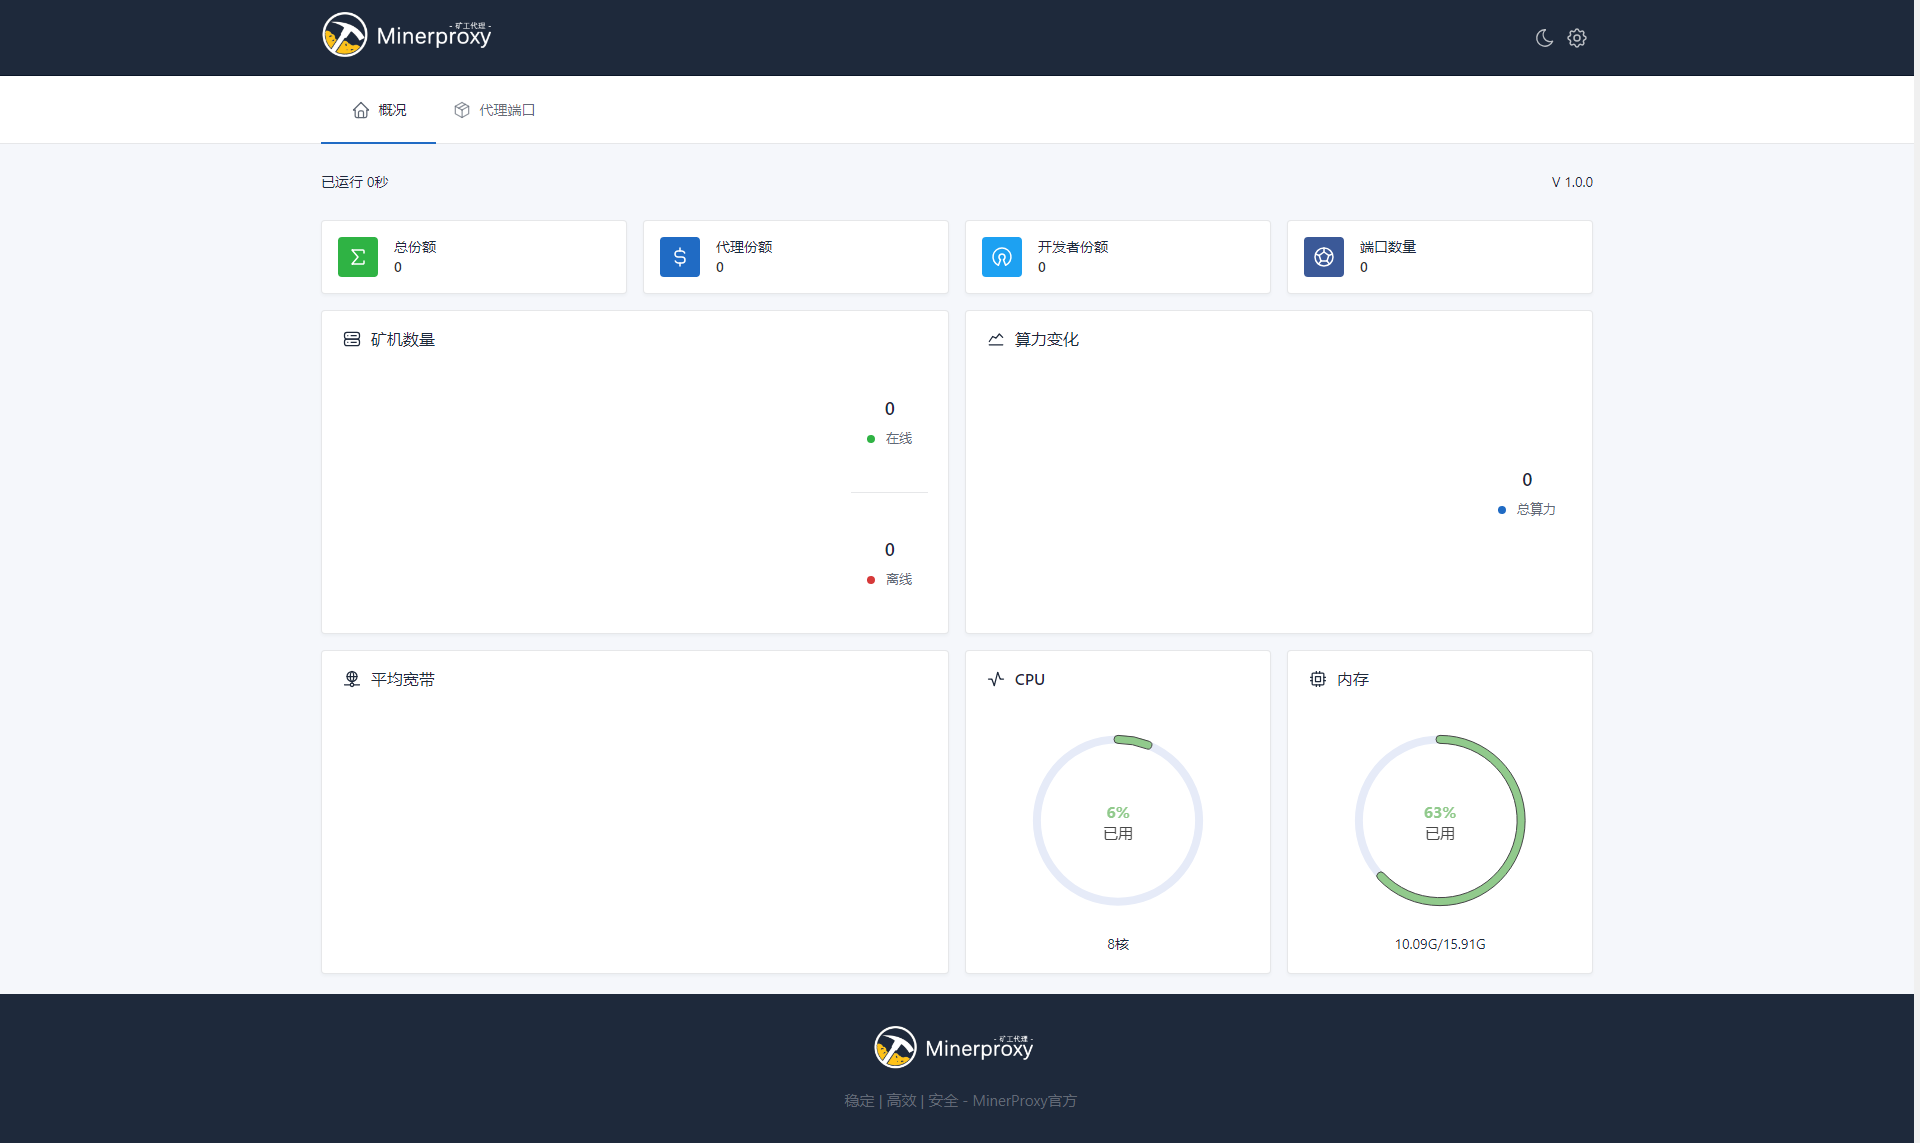 - 矿工代理 -
Minerproxy
概况
代理端口
已运行 0秒
V 1.0.0
总份额
0
代理份额
0
开发者份额
0
端口数量
0
矿机数量
0
在线
0
离线
算力变化
0
总算力
平均宽带
CPU
6%
已用
8核
内存
63%
已用
10.09G/15.91G
- 矿工代理 -
Minerproxy
稳定 | 高效 | 安全 - MinerProxy官方